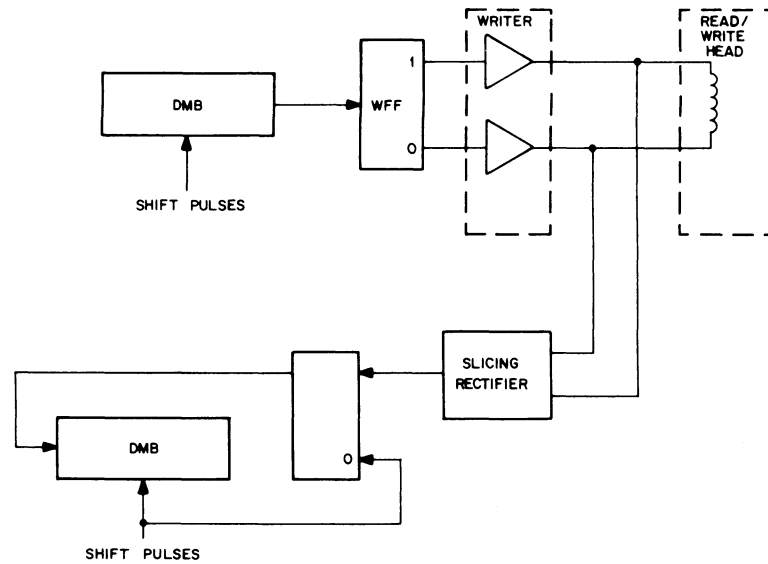 WRITER
READ/
WRITE
HEAD
1
DMB
WFF
0
SHIFT PULSES
SLICING
RECTIFIER
DMB
0
SHIFT PULSES